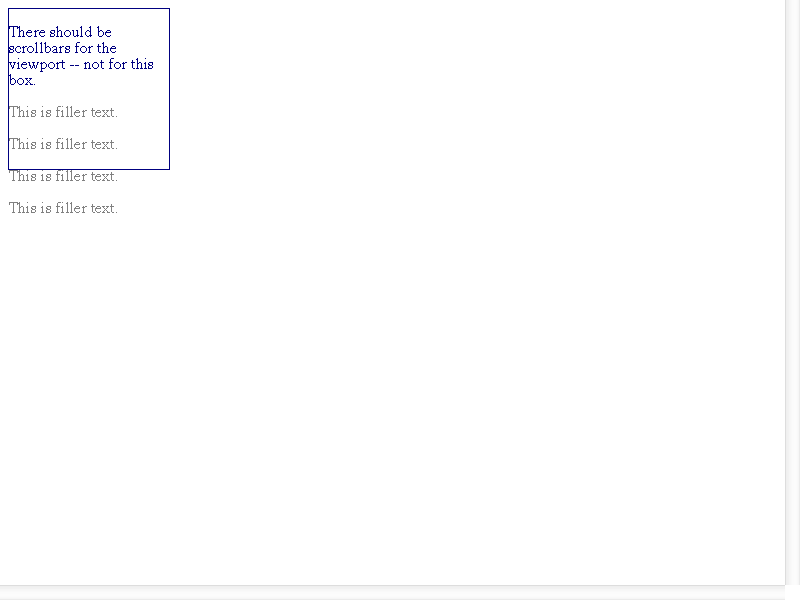 There should be
scrollbars for the
viewport -- not for this
box.
This is filler text.
This is filler text.
This is filler text.
This is filler text.